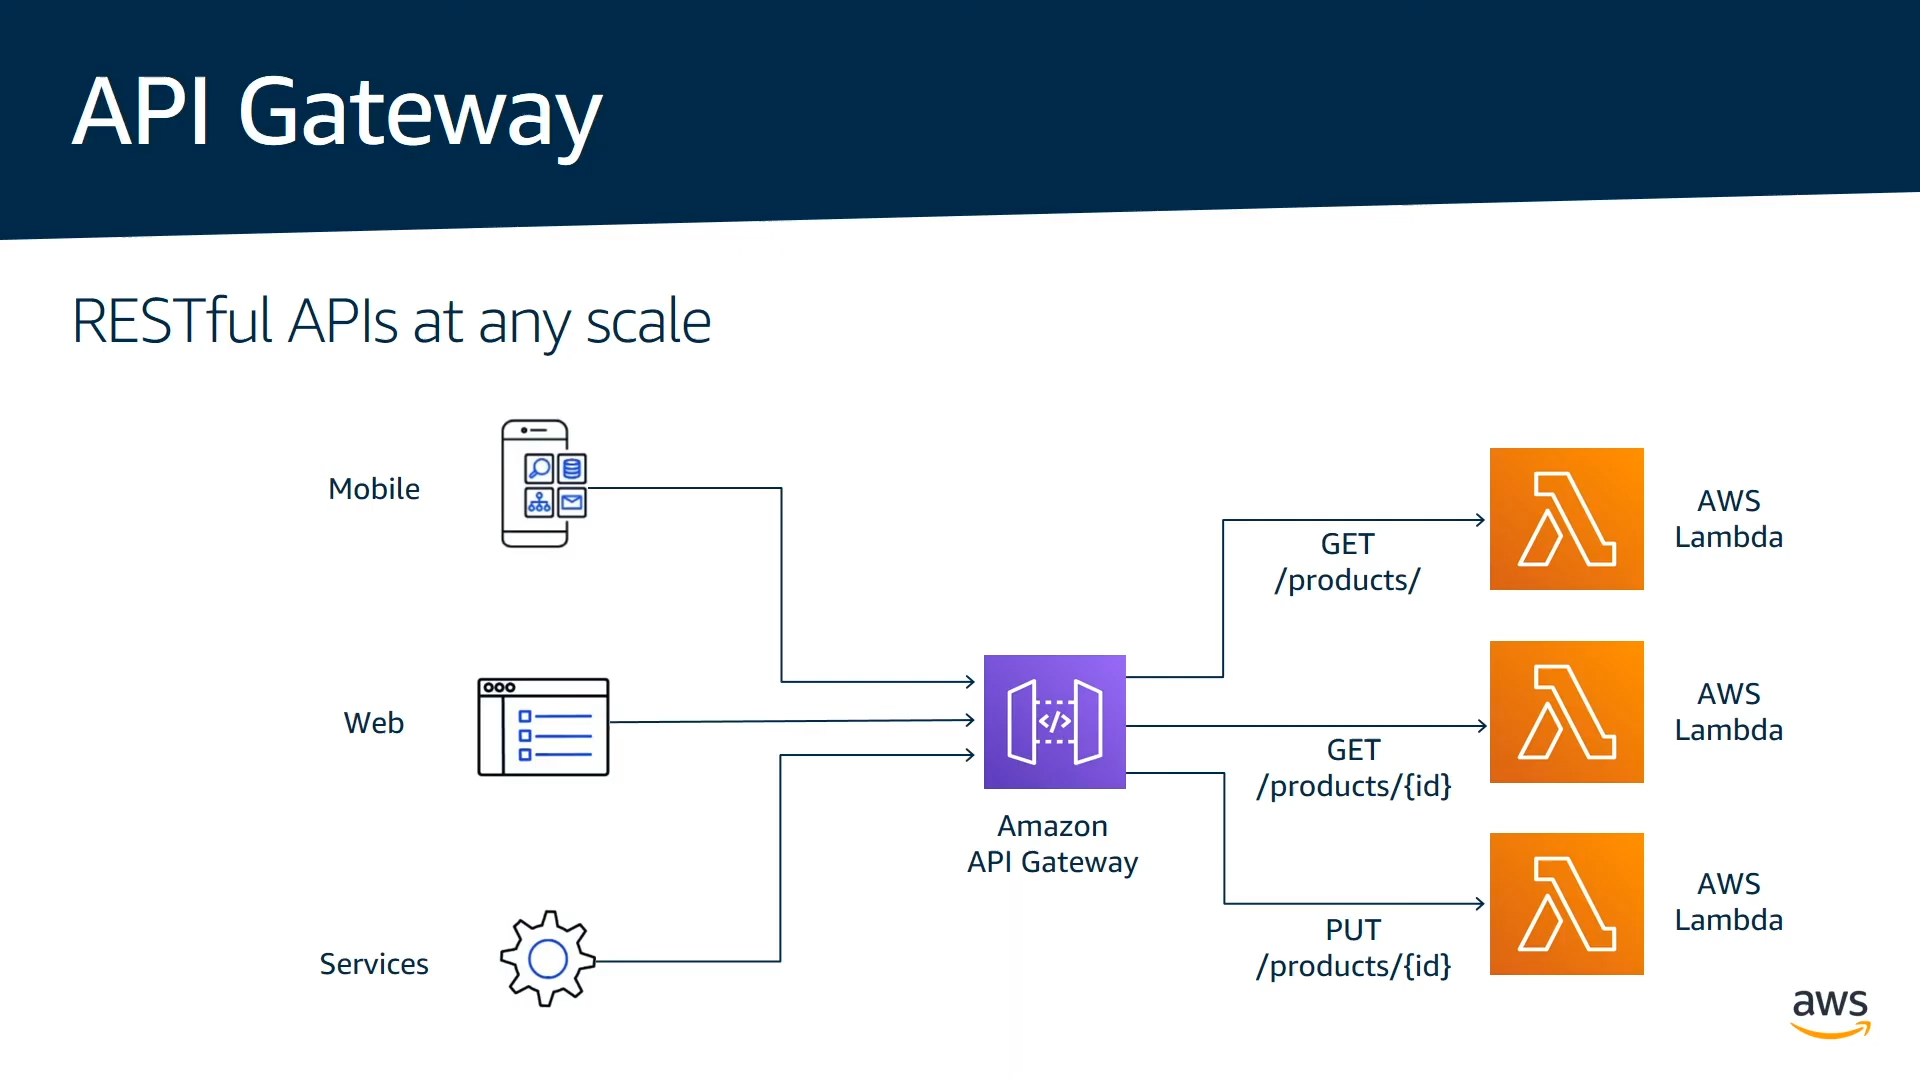 API Gateway
RESTful APIs at any scale
Mobile
Web
Services
</>
Amazon
API Gateway
GET
/products/
GET
/products/{id}
PUT
/products/{id}
AWS
Lambda
AWS
Lambda
AWS
Lambda
aws